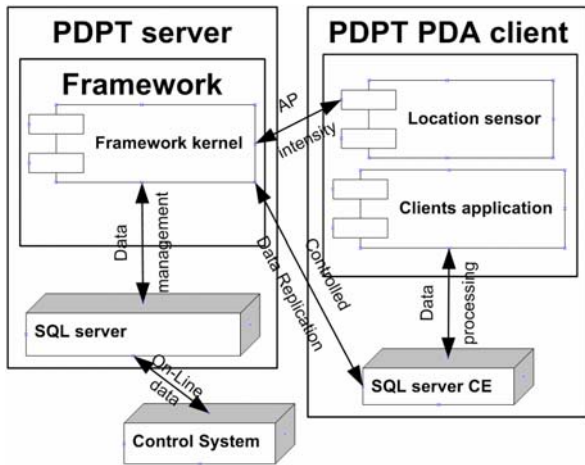 PDPT server
Framework
Framework kernel
Data
management
SQL server
On-Line
data
Control System
AP
intensity
Controlled
Data Replication
PDPT PDA client
Location sensor
Clients application
Data
processing
SQL server CE